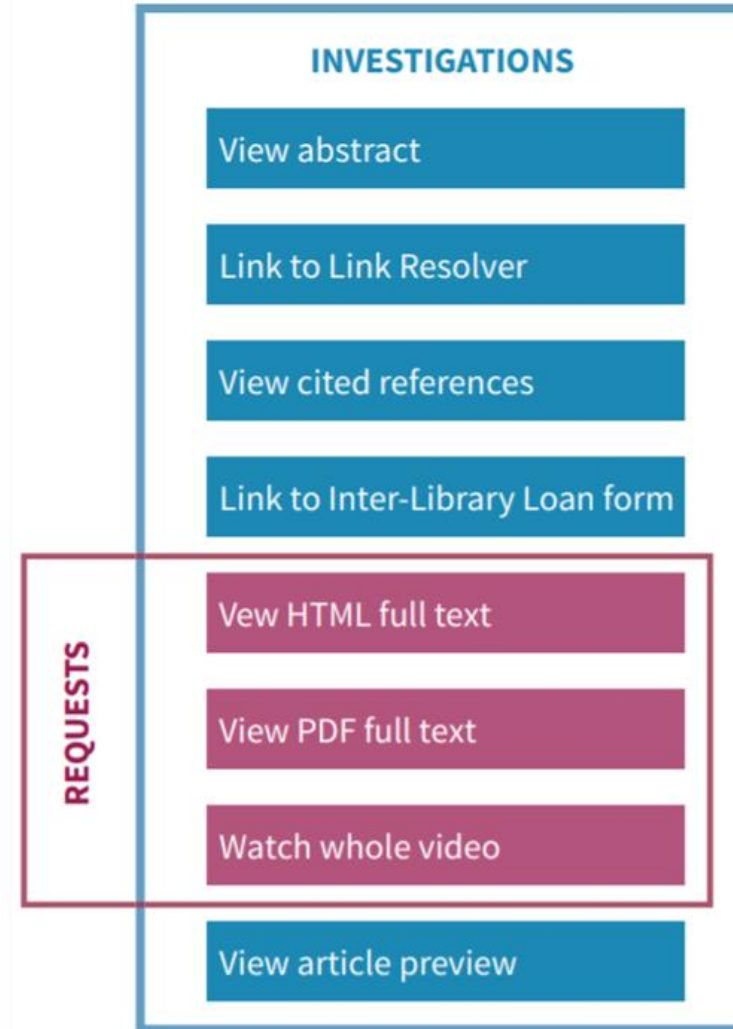 INVESTIGATIONS
View abstract
Link to Link Resolver
View cited references
Link to Inter-Library Loan form
REQUESTS
Vew HTML full text
View PDF full text
Watch whole video
View article preview